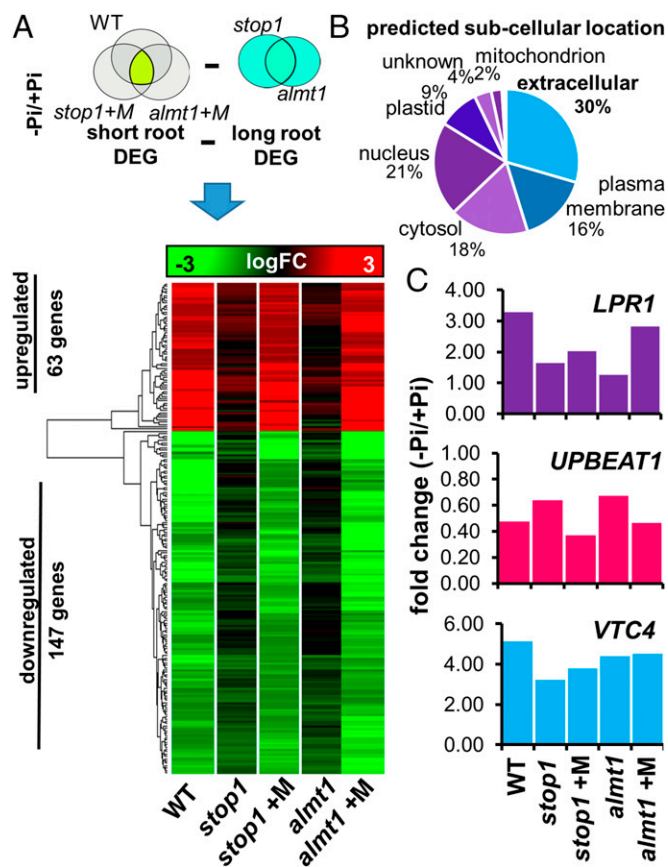 A
WT
-
stop1
almt1
stop1+M almt1+M
-Pi/+Pi
short root - long root
DEG DEG
-3 logFC 3
upregulated
63 genes
downregulated
147 genes
WT stop1 stop1 +M almt1 almt1 +M
B predicted sub-cellular location
unknown 9%
4%
mitochondrion 2%
extracellular
30%
plastid
nucleus
21%
cytosol
18%
plasma
membrane
16%
C
fold change (-Pi/+Pi)
LPR1
4.00
3.00
2.00
1.00
0.00
UPBEAT1
1.00
0.80
0.60
0.40
0.20
0.00
VTC4
6.00
4.00
2.00
0.00
WT stop1 stop1 +M almt1 almt1 +M